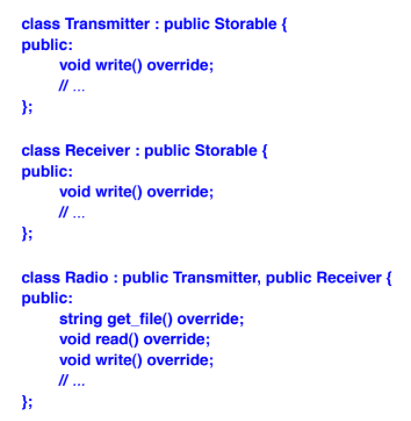 class Transmitter : public Storable {
public:
void write() override;
// ...
};
class Receiver : public Storable {
public:
void write() override;
// ...
};
class Radio : public Transmitter, public Receiver {
public:
string get_file() override;
void read() override;
void write() override;
// ...
};